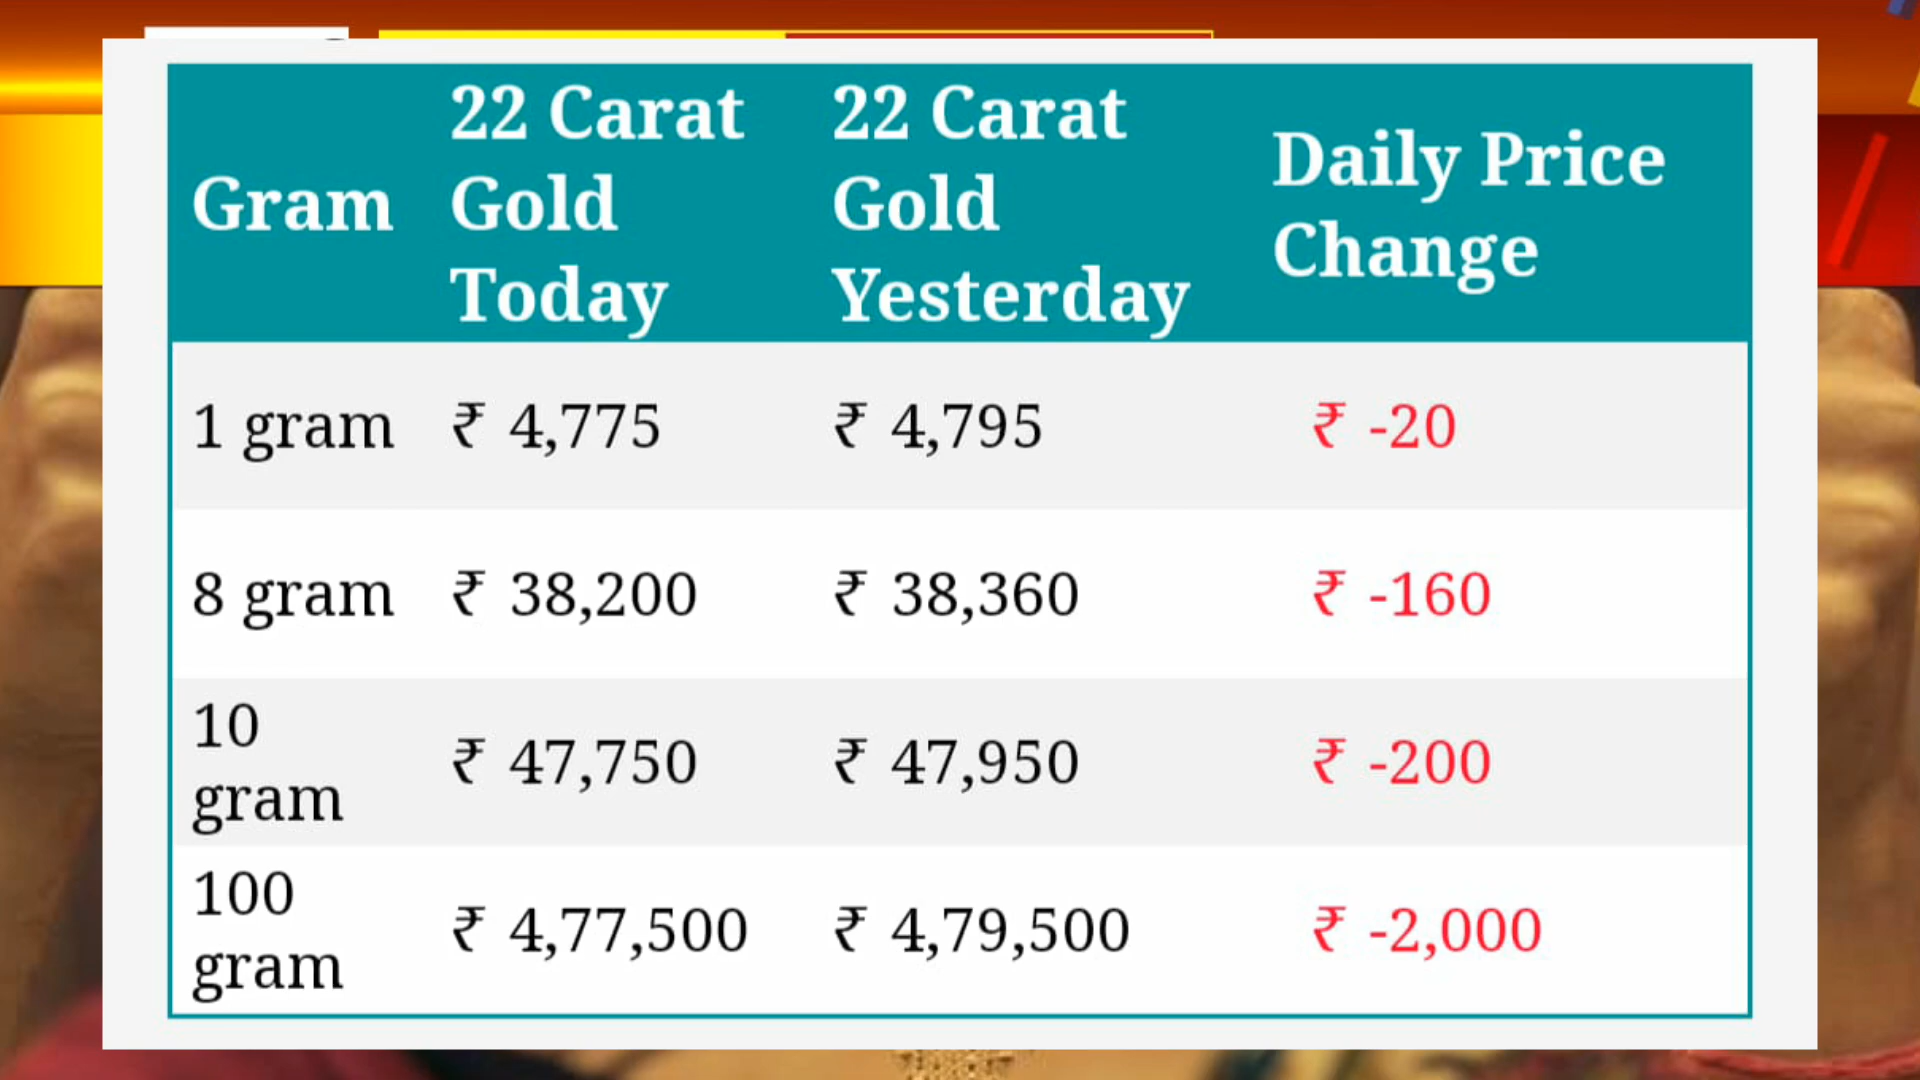 Gram
22 Carat
Gold
Today
22 Carat
Gold
Yesterday
Daily Price
Change
1 gram ₹ 4,775 ₹ 4,795 ₹ -20
8 gram ₹ 38,200 ₹ 38,360 ₹ -160
10
gram
₹ 47,750 ₹ 47,950 ₹ -200
100
gram
₹ 4,77,500 ₹ 4,79,500 ₹ -2,000